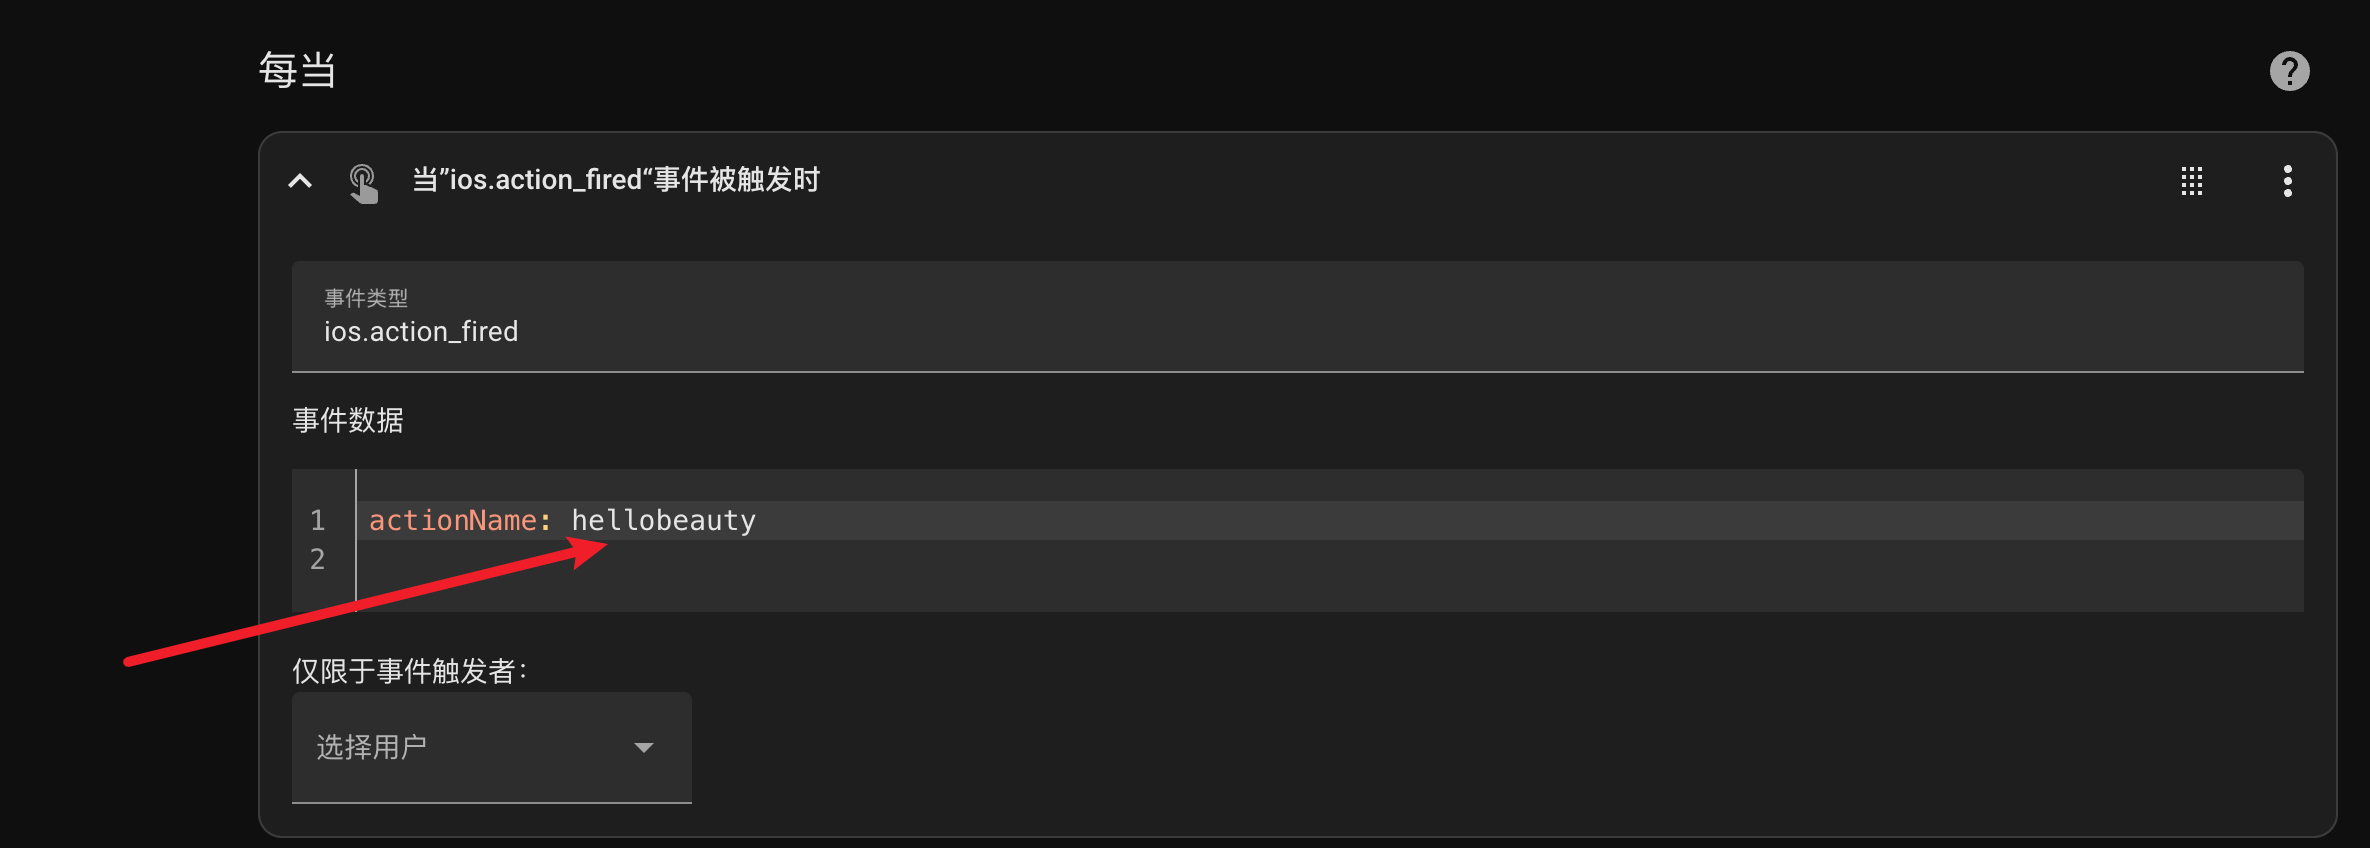 每当
当”ios.action_fired“事件被触发时
事件类型
ios.action_fired
事件数据
1 actionName: hellobeauty
2
仅限于事件触发者：
选择用户